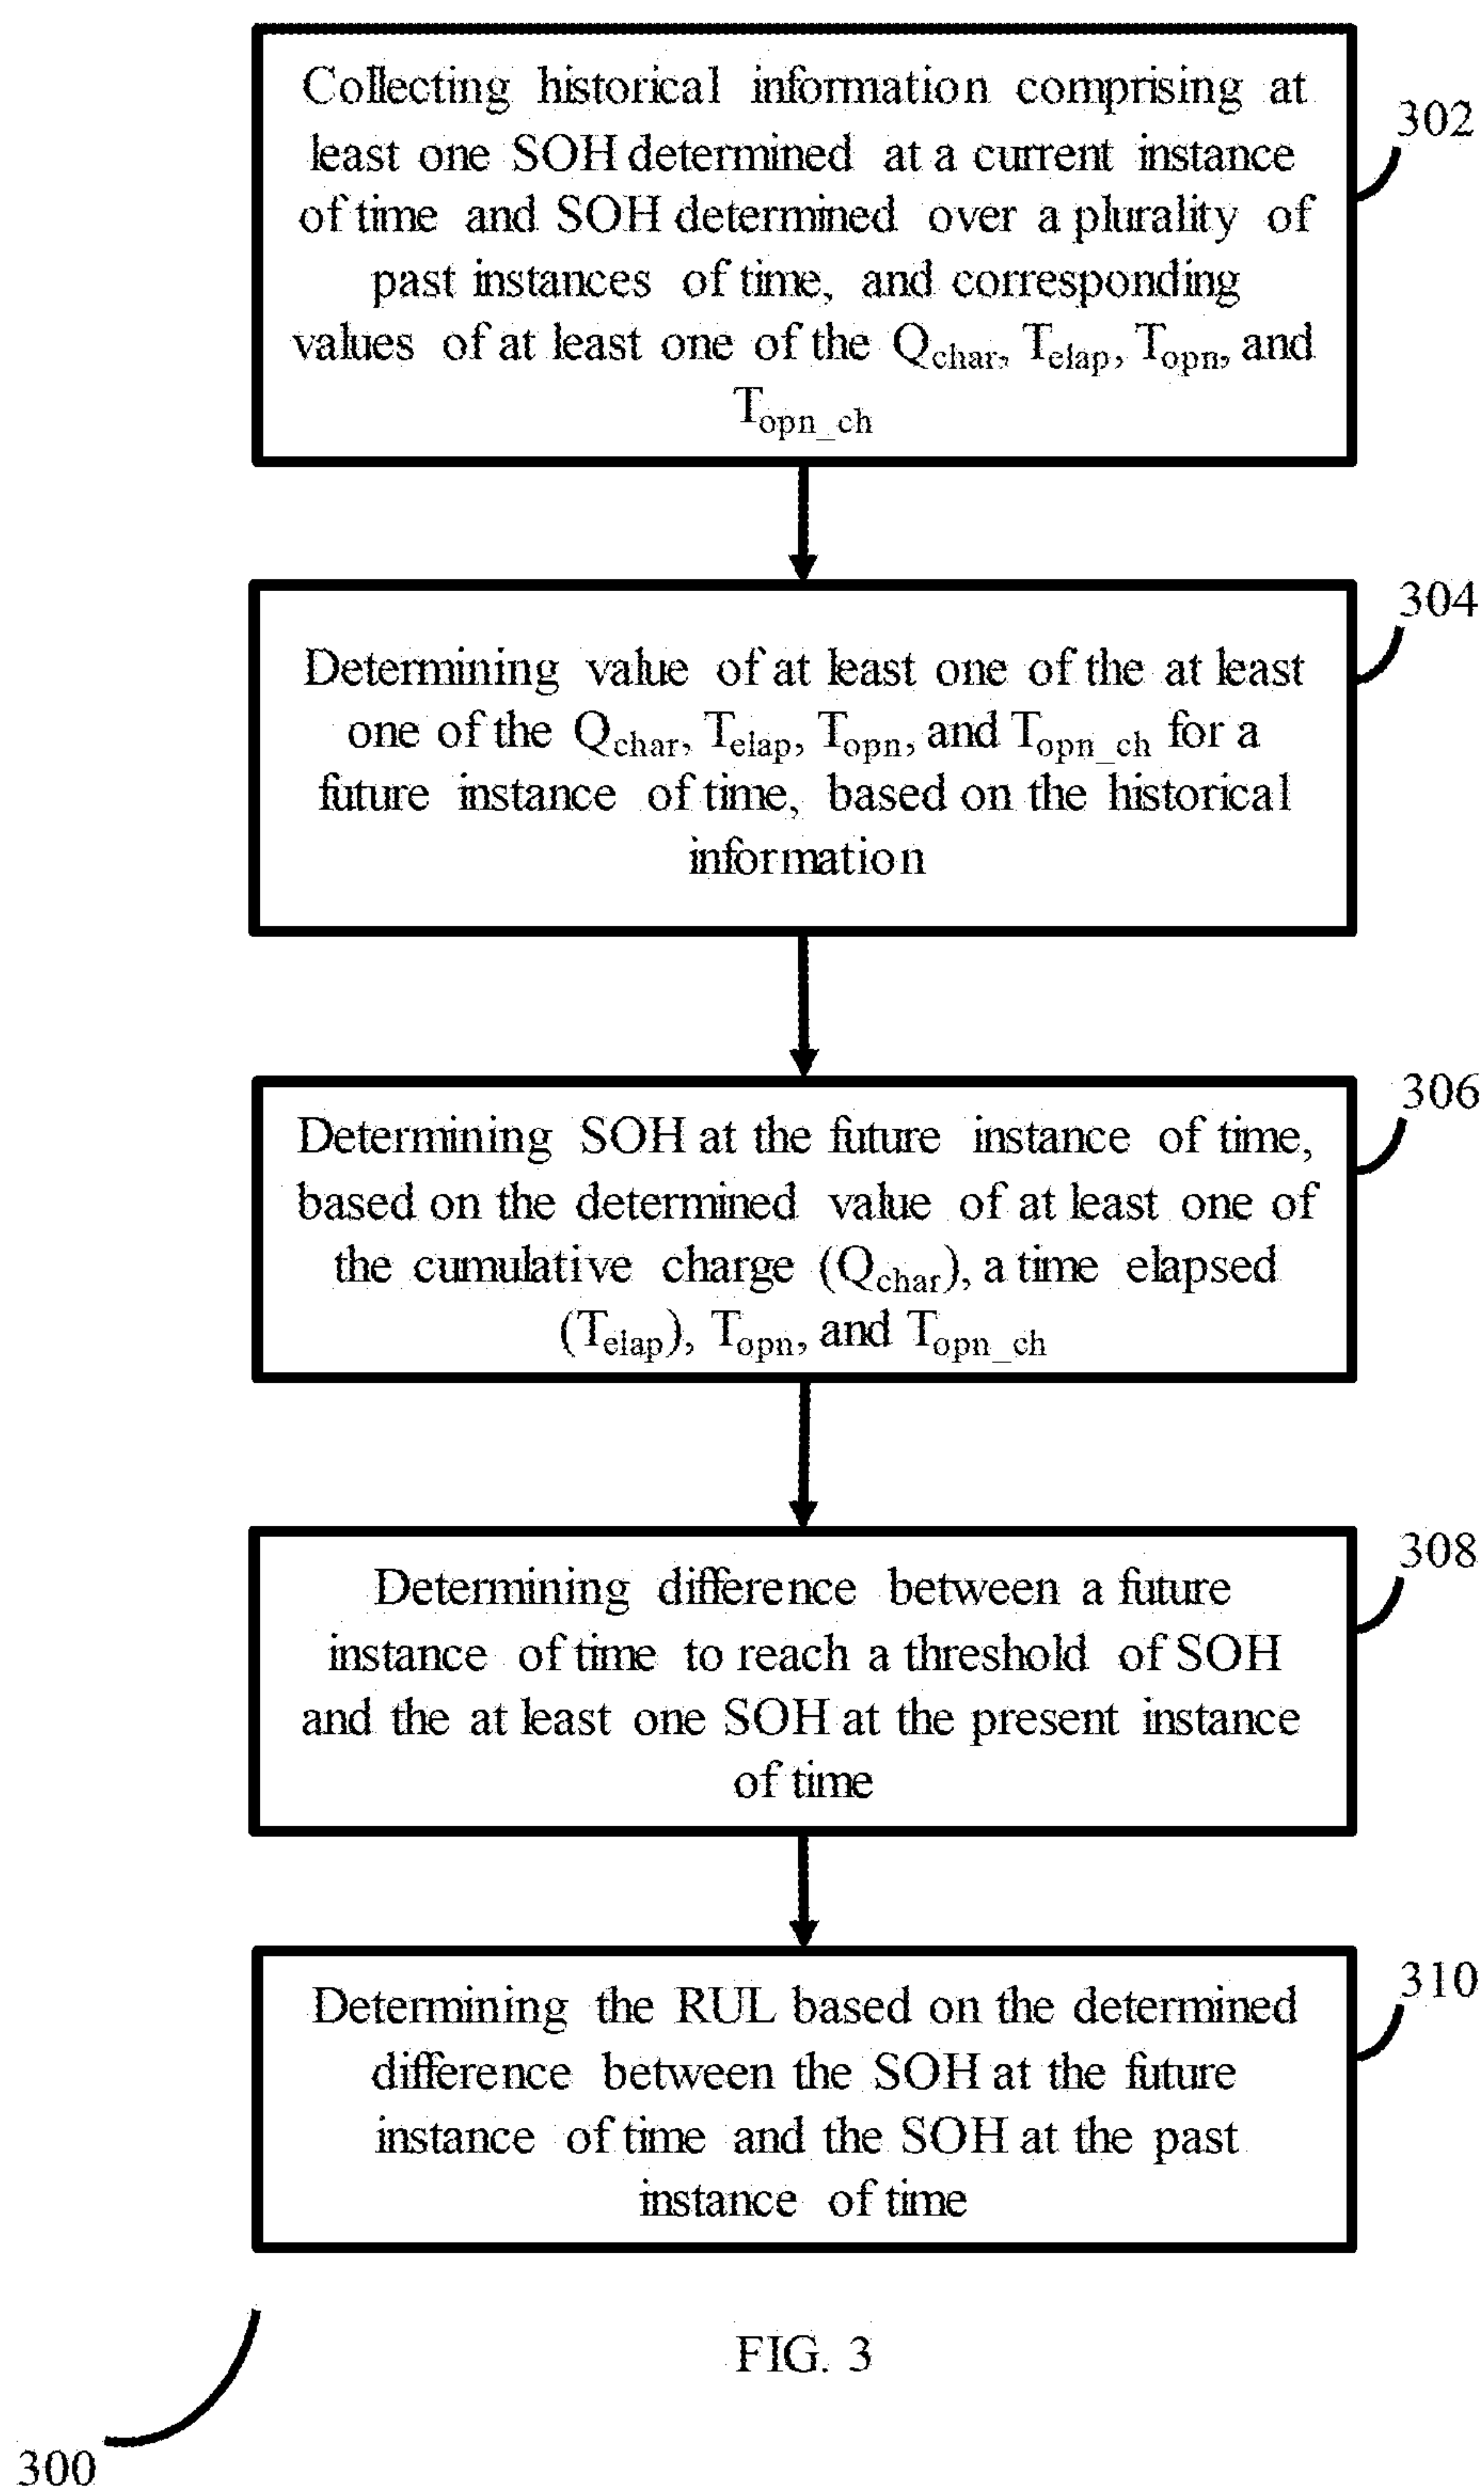 Collecting historical information comprising at
least one SOH determined at a current instance
of time and SOH determined over a plurality of
past instances of time, and corresponding
values of at least one of the Qchar, Telap, Topn, and
Topn_ch
302
Determining value of at least one of the at least
one of the Qchar, Telap, Topn, and Topn_ch for a
future instance of time, based on the historical
information
304
Determining SOH at the future instance of time,
based on the determined value of at least one of
the cumulative charge (Qchar), a time elapsed
(Telap), Topn, and Topn_ch
306
Determining difference between a future
instance of time to reach a threshold of SOH
and the at least one SOH at the present instance
of time
308
Determining the RUL based on the determined
difference between the SOH at the future
instance of time and the SOH at the past
instance of time
310
FIG. 3
300